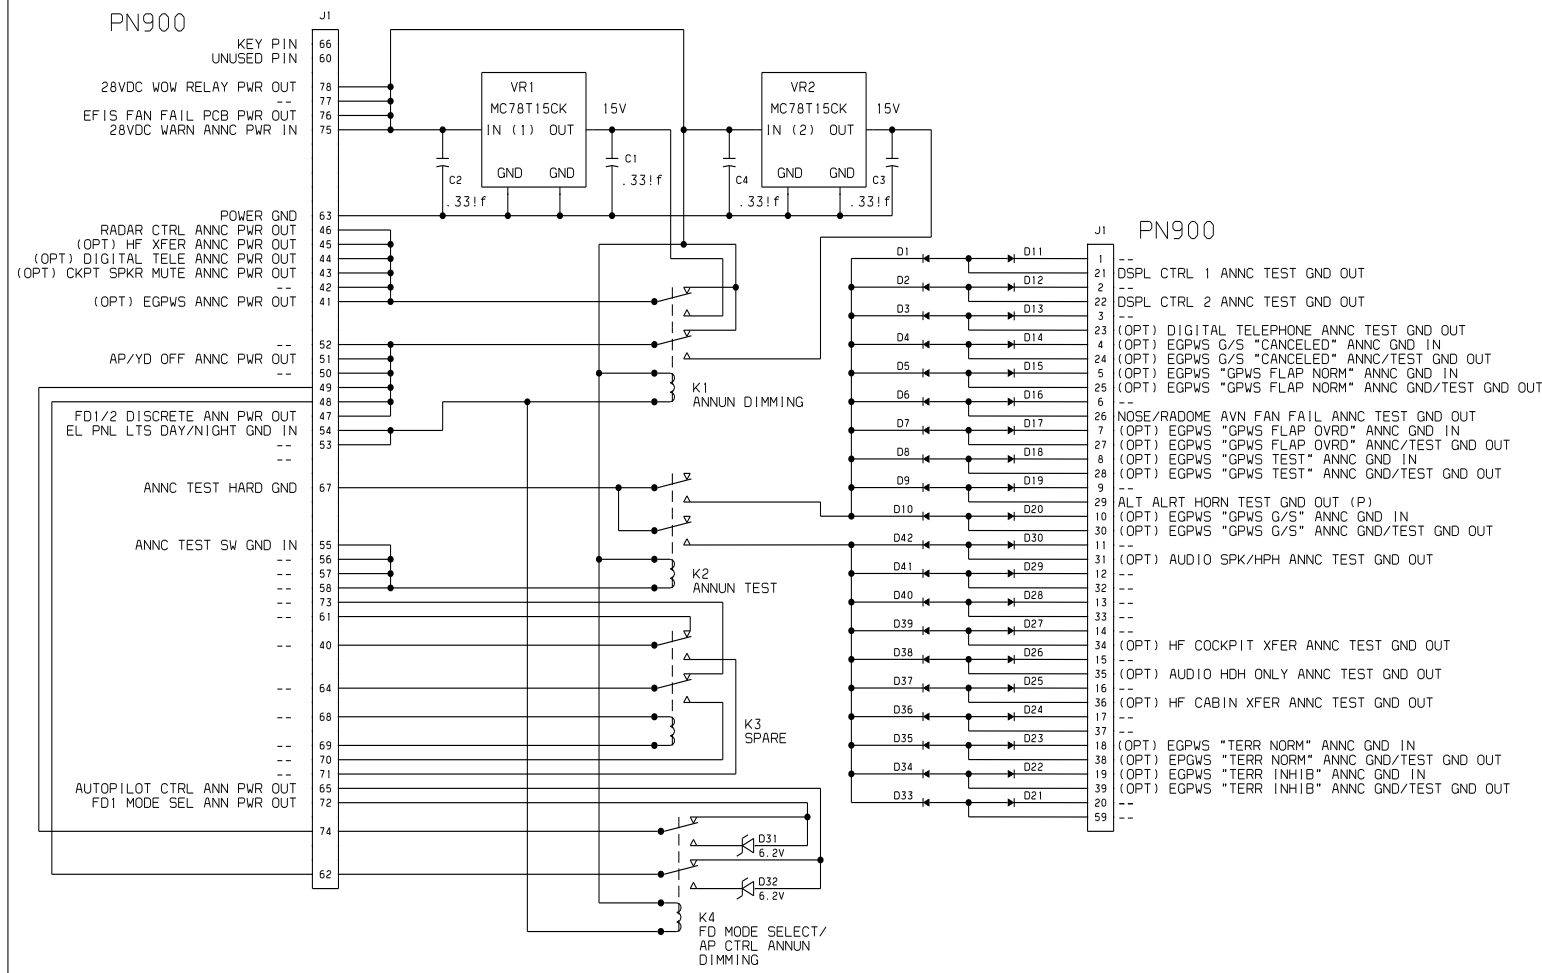 PN900
J1
KEY PIN 66
UNUSED PIN 60
28VDC WOW RELAY PWR OUT 78
-- 77
EFIS FAN FAIL PCB PWR OUT 76
28VDC WARN ANNC PWR IN 75
POWER GND 63
RADAR CTRL ANNC PWR OUT 46
(OPT) HF XFER ANNC PWR OUT 45
(OPT) DIGITAL TELE ANNC PWR OUT 44
(OPT) CKPT SPKR MUTE ANNC PWR OUT 43
-- 42
(OPT) EGPWS ANNC PWR OUT 41
-- 52
AP/YD OFF ANNC PWR OUT 51
-- 50
49
48
FD1/2 DISCRETE ANN PWR OUT 47
EL PNL LTS DAY/NIGHT GND IN 54
-- 53
--
ANNC TEST HARD GND 67
ANNC TEST SW GND IN 55
-- 56
-- 57
-- 58
-- 73
-- 61
-- 40
-- 64
-- 68
-- 69
-- 70
-- 71
AUTOPILOT CTRL ANN PWR OUT 65
FD1 MODE SEL ANN PWR OUT 72
74
62
VR1
MC78T15CK
IN (1) OUT
GND GND
15V
C2
.33!f
C1
.33!f
VR2
MC78T15CK
IN (2) OUT
GND GND
15V
C4
.33!f
C3
.33!f
K1
ANNUN DIMMING
K2
ANNUN TEST
K3
SPARE
D31
6.2V
D32
6.2V
K4
FD MODE SELECT/
AP CTRL ANNUN
DIMMING
J1
PN900
D1 D11 1 --
21 DSPL CTRL 1 ANNC TEST GND OUT
D2 D12 2 --
22 DSPL CTRL 2 ANNC TEST GND OUT
D3 D13 3 --
23 (OPT) DIGITAL TELEPHONE ANNC TEST GND OUT
D4 D14 4 (OPT) EGPWS G/S "CANCELED" ANNC GND IN
24 (OPT) EGPWS G/S "CANCELED" ANNC/TEST GND OUT
D5 D15 5 (OPT) EGPWS "GPWS FLAP NORM" ANNC GND IN
25 (OPT) EGPWS "GPWS FLAP NORM" ANNC GND/TEST GND OUT
D6 D16 6 --
26 NOSE/RADOME AVN FAN FAIL ANNC TEST GND OUT
D7 D17 7 (OPT) EGPWS "GPWS FLAP OVRD" ANNC GND IN
27 (OPT) EGPWS "GPWS FLAP OVRD" ANNC/TEST GND OUT
D8 D18 8 (OPT) EGPWS "GPWS TEST" ANNC GND IN
28 (OPT) EGPWS "GPWS TEST" ANNC GND/TEST GND OUT
D9 D19 9 --
29 ALT ALRT HORN TEST GND OUT (P)
D10 D20 10 (OPT) EGPWS "GPWS G/S" ANNC GND IN
30 (OPT) EGPWS "GPWS G/S" ANNC GND/TEST GND OUT
D42 D30 11 --
31 (OPT) AUDIO SPK/HPH ANNC TEST GND OUT
D41 D29 12 --
32 --
D40 D28 13 --
33 --
D39 D27 14 --
34 (OPT) HF COCKPIT XFER ANNC TEST GND OUT
D38 D26 15 --
35 (OPT) AUDIO HDH ONLY ANNC TEST GND OUT
D37 D25 16 --
36 (OPT) HF CABIN XFER ANNC TEST GND OUT
D36 D24 17 --
37 --
D35 D23 18 (OPT) EGPWS "TERR NORM" ANNC GND IN
38 (OPT) EPGWS "TERR NORM" ANNC GND/TEST GND OUT
D34 D22 19 (OPT) EGPWS "TERR INHIB" ANNC GND IN
39 (OPT) EGPWS "TERR INHIB" ANNC GND/TEST GND OUT
D33 D21 20 --
59 --